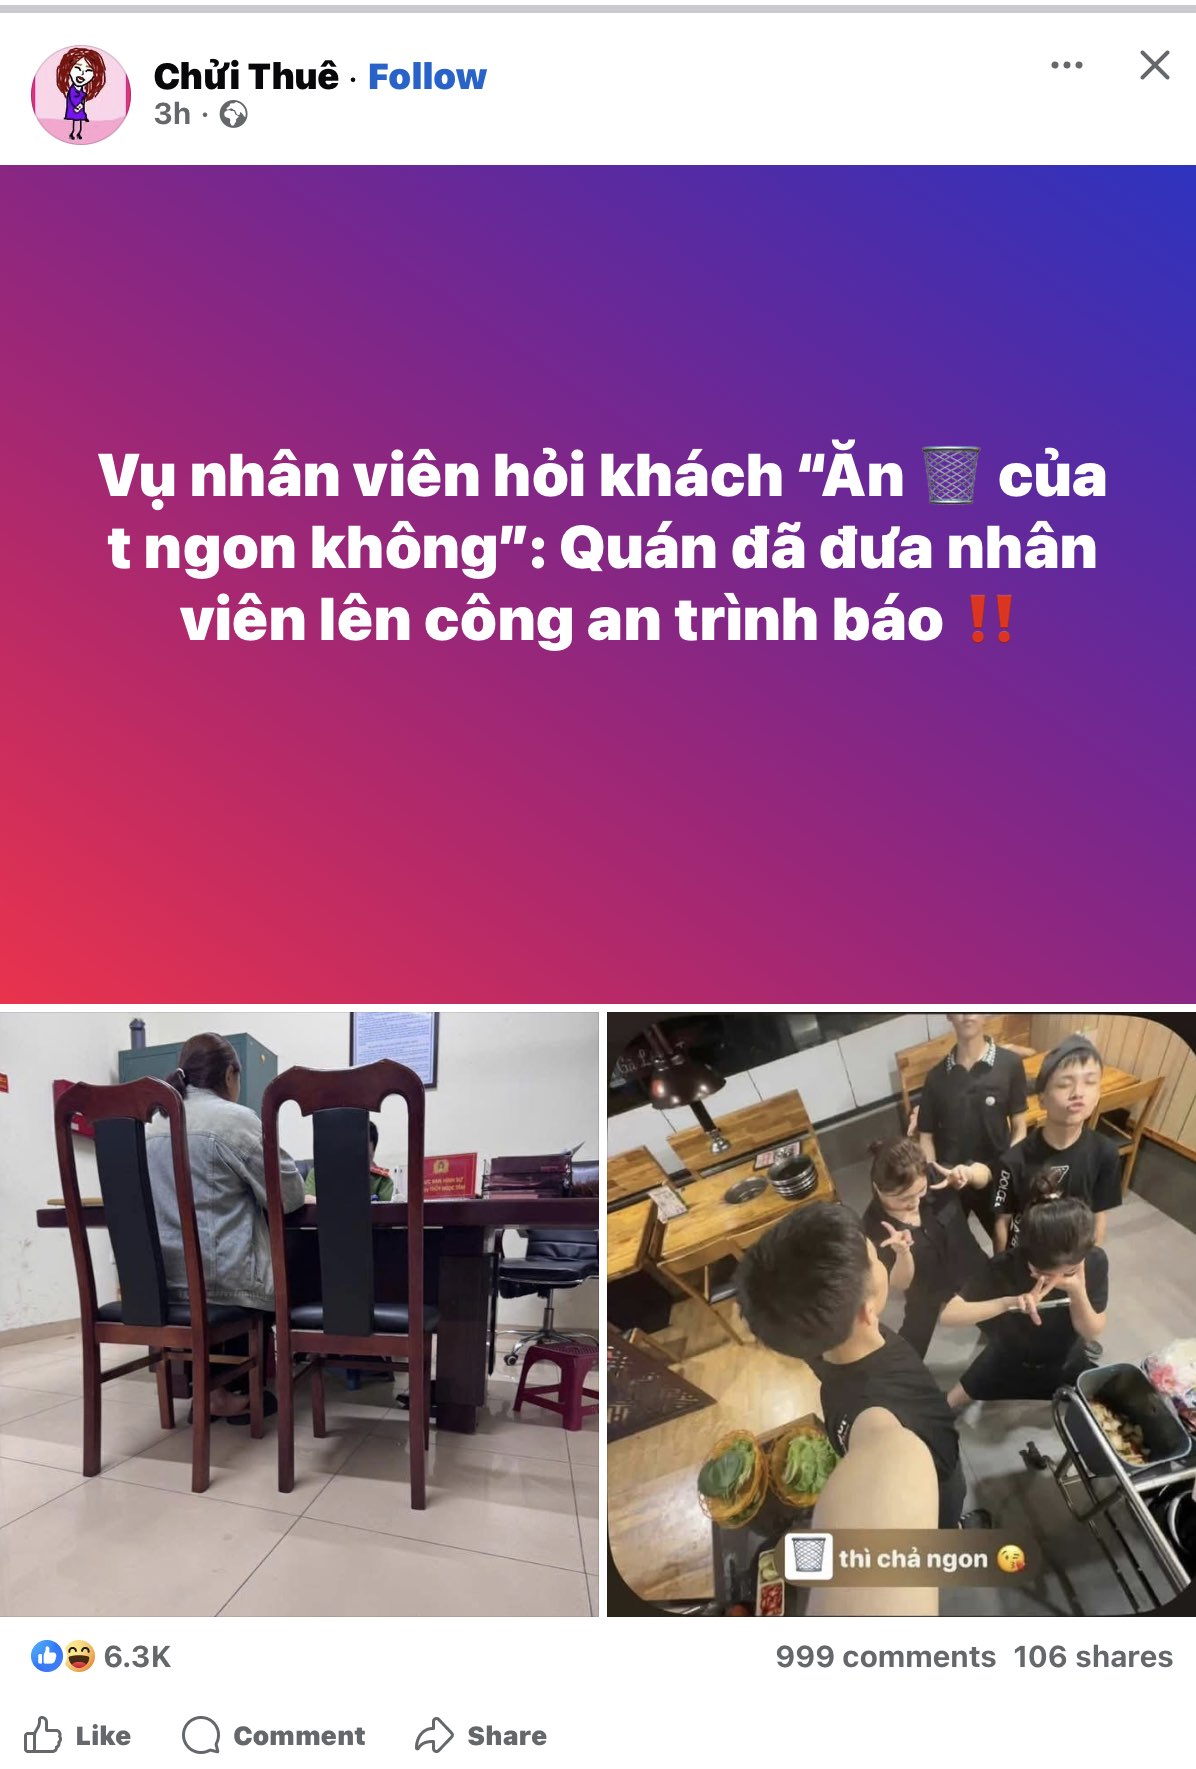 Chửi Thuê · Follow
3h ·
Vụ nhân viên hỏi khách “Ăn 🗑️ của
t ngon không”: Quán đã đưa nhân
viên lên công an trình báo ‼️
DOLCE
🗑️ thì chả ngon 😘
6.3K
999 comments 106 shares
Like Comment Share